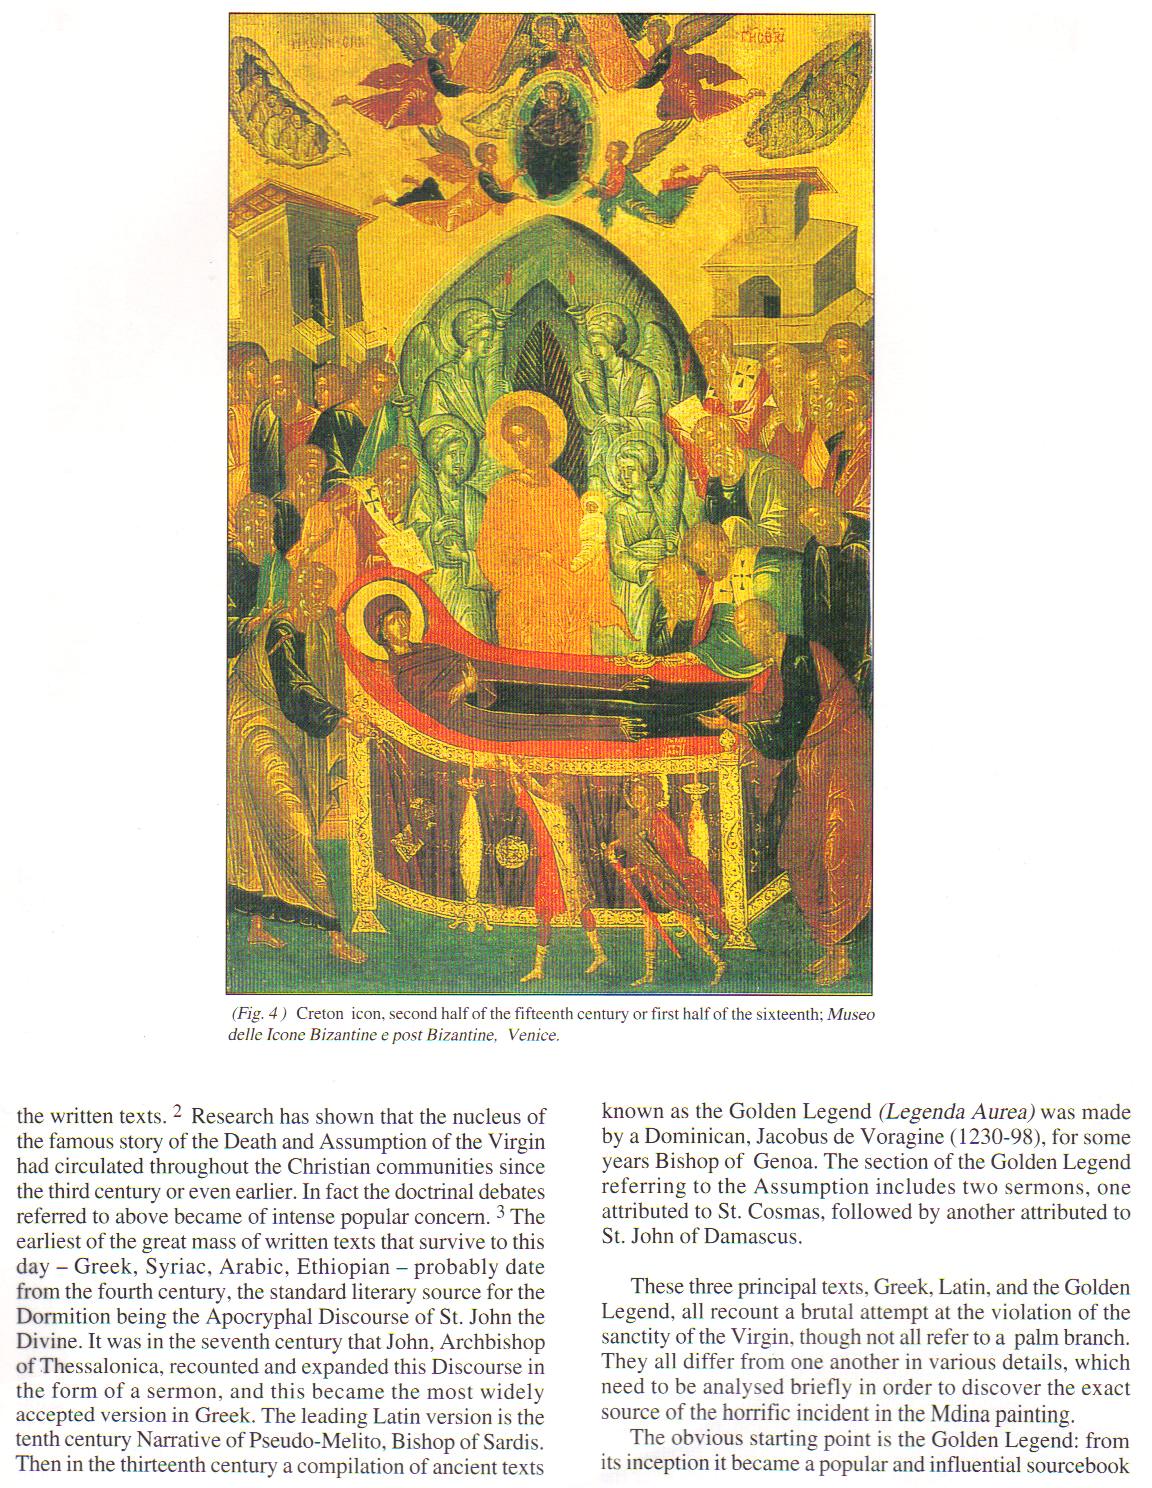 (Fig. 4 ) Creton icon, second half of the fifteenth century or first half of the sixteenth; Museo
delle Icone Bizantine e post Bizantine, Venice.
the written texts. 2 Research has shown that the nucleus of
the famous story of the Death and Assumption of the Virgin
had circulated throughout the Christian communities since
the third century or even earlier. In fact the doctrinal debates
referred to above became of intense popular concern. 3 The
earliest of the great mass of written texts that survive to this
day – Greek, Syriac, Arabic, Ethiopian – probably date
from the fourth century, the standard literary source for the
Dormition being the Apocryphal Discourse of St. John the
Divine. It was in the seventh century that John, Archbishop
of Thessalonica, recounted and expanded this Discourse in
the form of a sermon, and this became the most widely
accepted version in Greek. The leading Latin version is the
tenth century Narrative of Pseudo-Melito, Bishop of Sardis.
Then in the thirteenth century a compilation of ancient texts
known as the Golden Legend (Legenda Aurea) was made
by a Dominican, Jacobus de Voragine (1230-98), for some
years Bishop of Genoa. The section of the Golden Legend
referring to the Assumption includes two sermons, one
attributed to St. Cosmas, followed by another attributed to
St. John of Damascus.
These three principal texts, Greek, Latin, and the Golden
Legend, all recount a brutal attempt at the violation of the
sanctity of the Virgin, though not all refer to a palm branch.
They all differ from one another in various details, which
need to be analysed briefly in order to discover the exact
source of the horrific incident in the Mdina painting.
The obvious starting point is the Golden Legend: from
its inception it became a popular and influential sourcebook